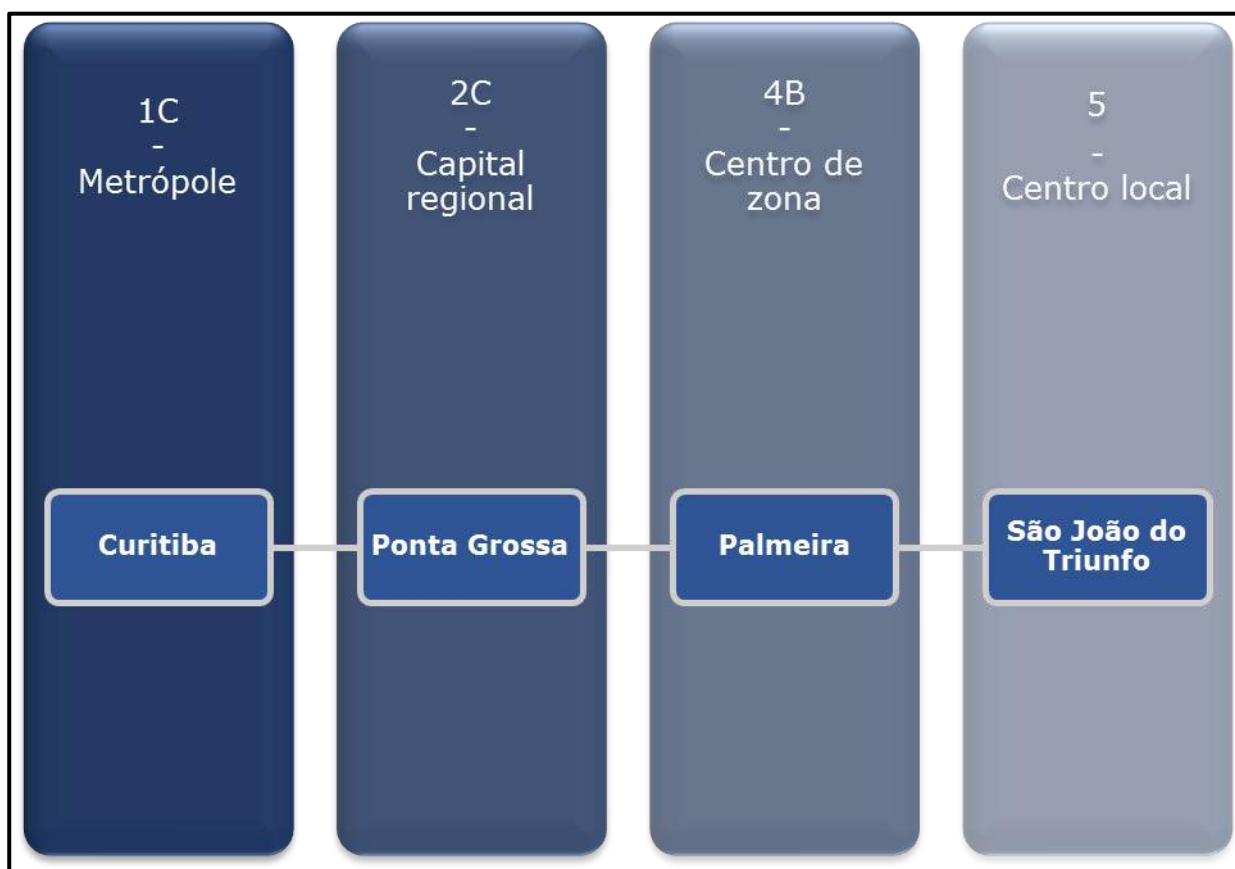 1C
-
Metrópole
2C
-
Capital
regional
4B
-
Centro de
zona
5
-
Centro local
Curitiba
Ponta Grossa
Palmeira
São João do
Triunfo